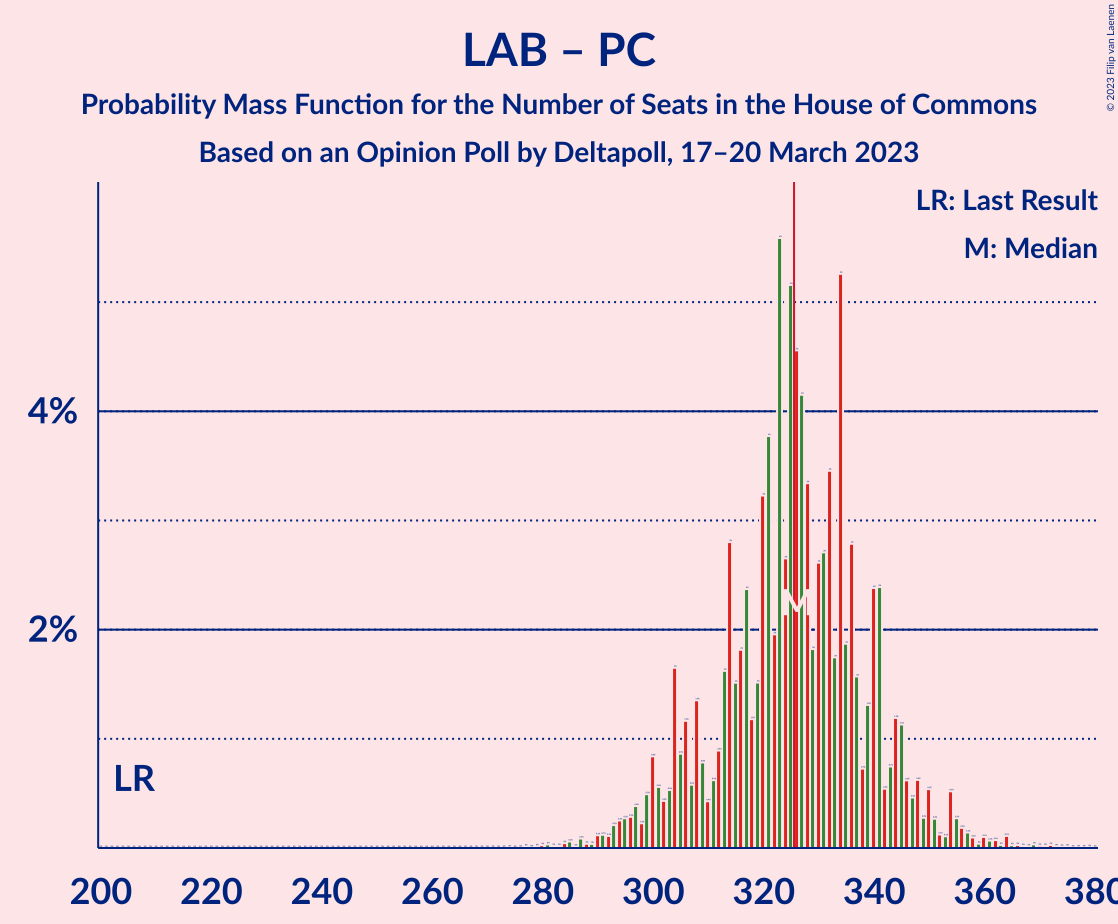 LAB – PC
Probability Mass Function for the Number of Seats in the House of Commons
Based on an Opinion Poll by Deltapoll, 17–20 March 2023
© 2023 Filip van Laenen
LR: Last Result
M: Median
4%
2%
M
LR
200 220 240 260 280 300 320 340 360 380